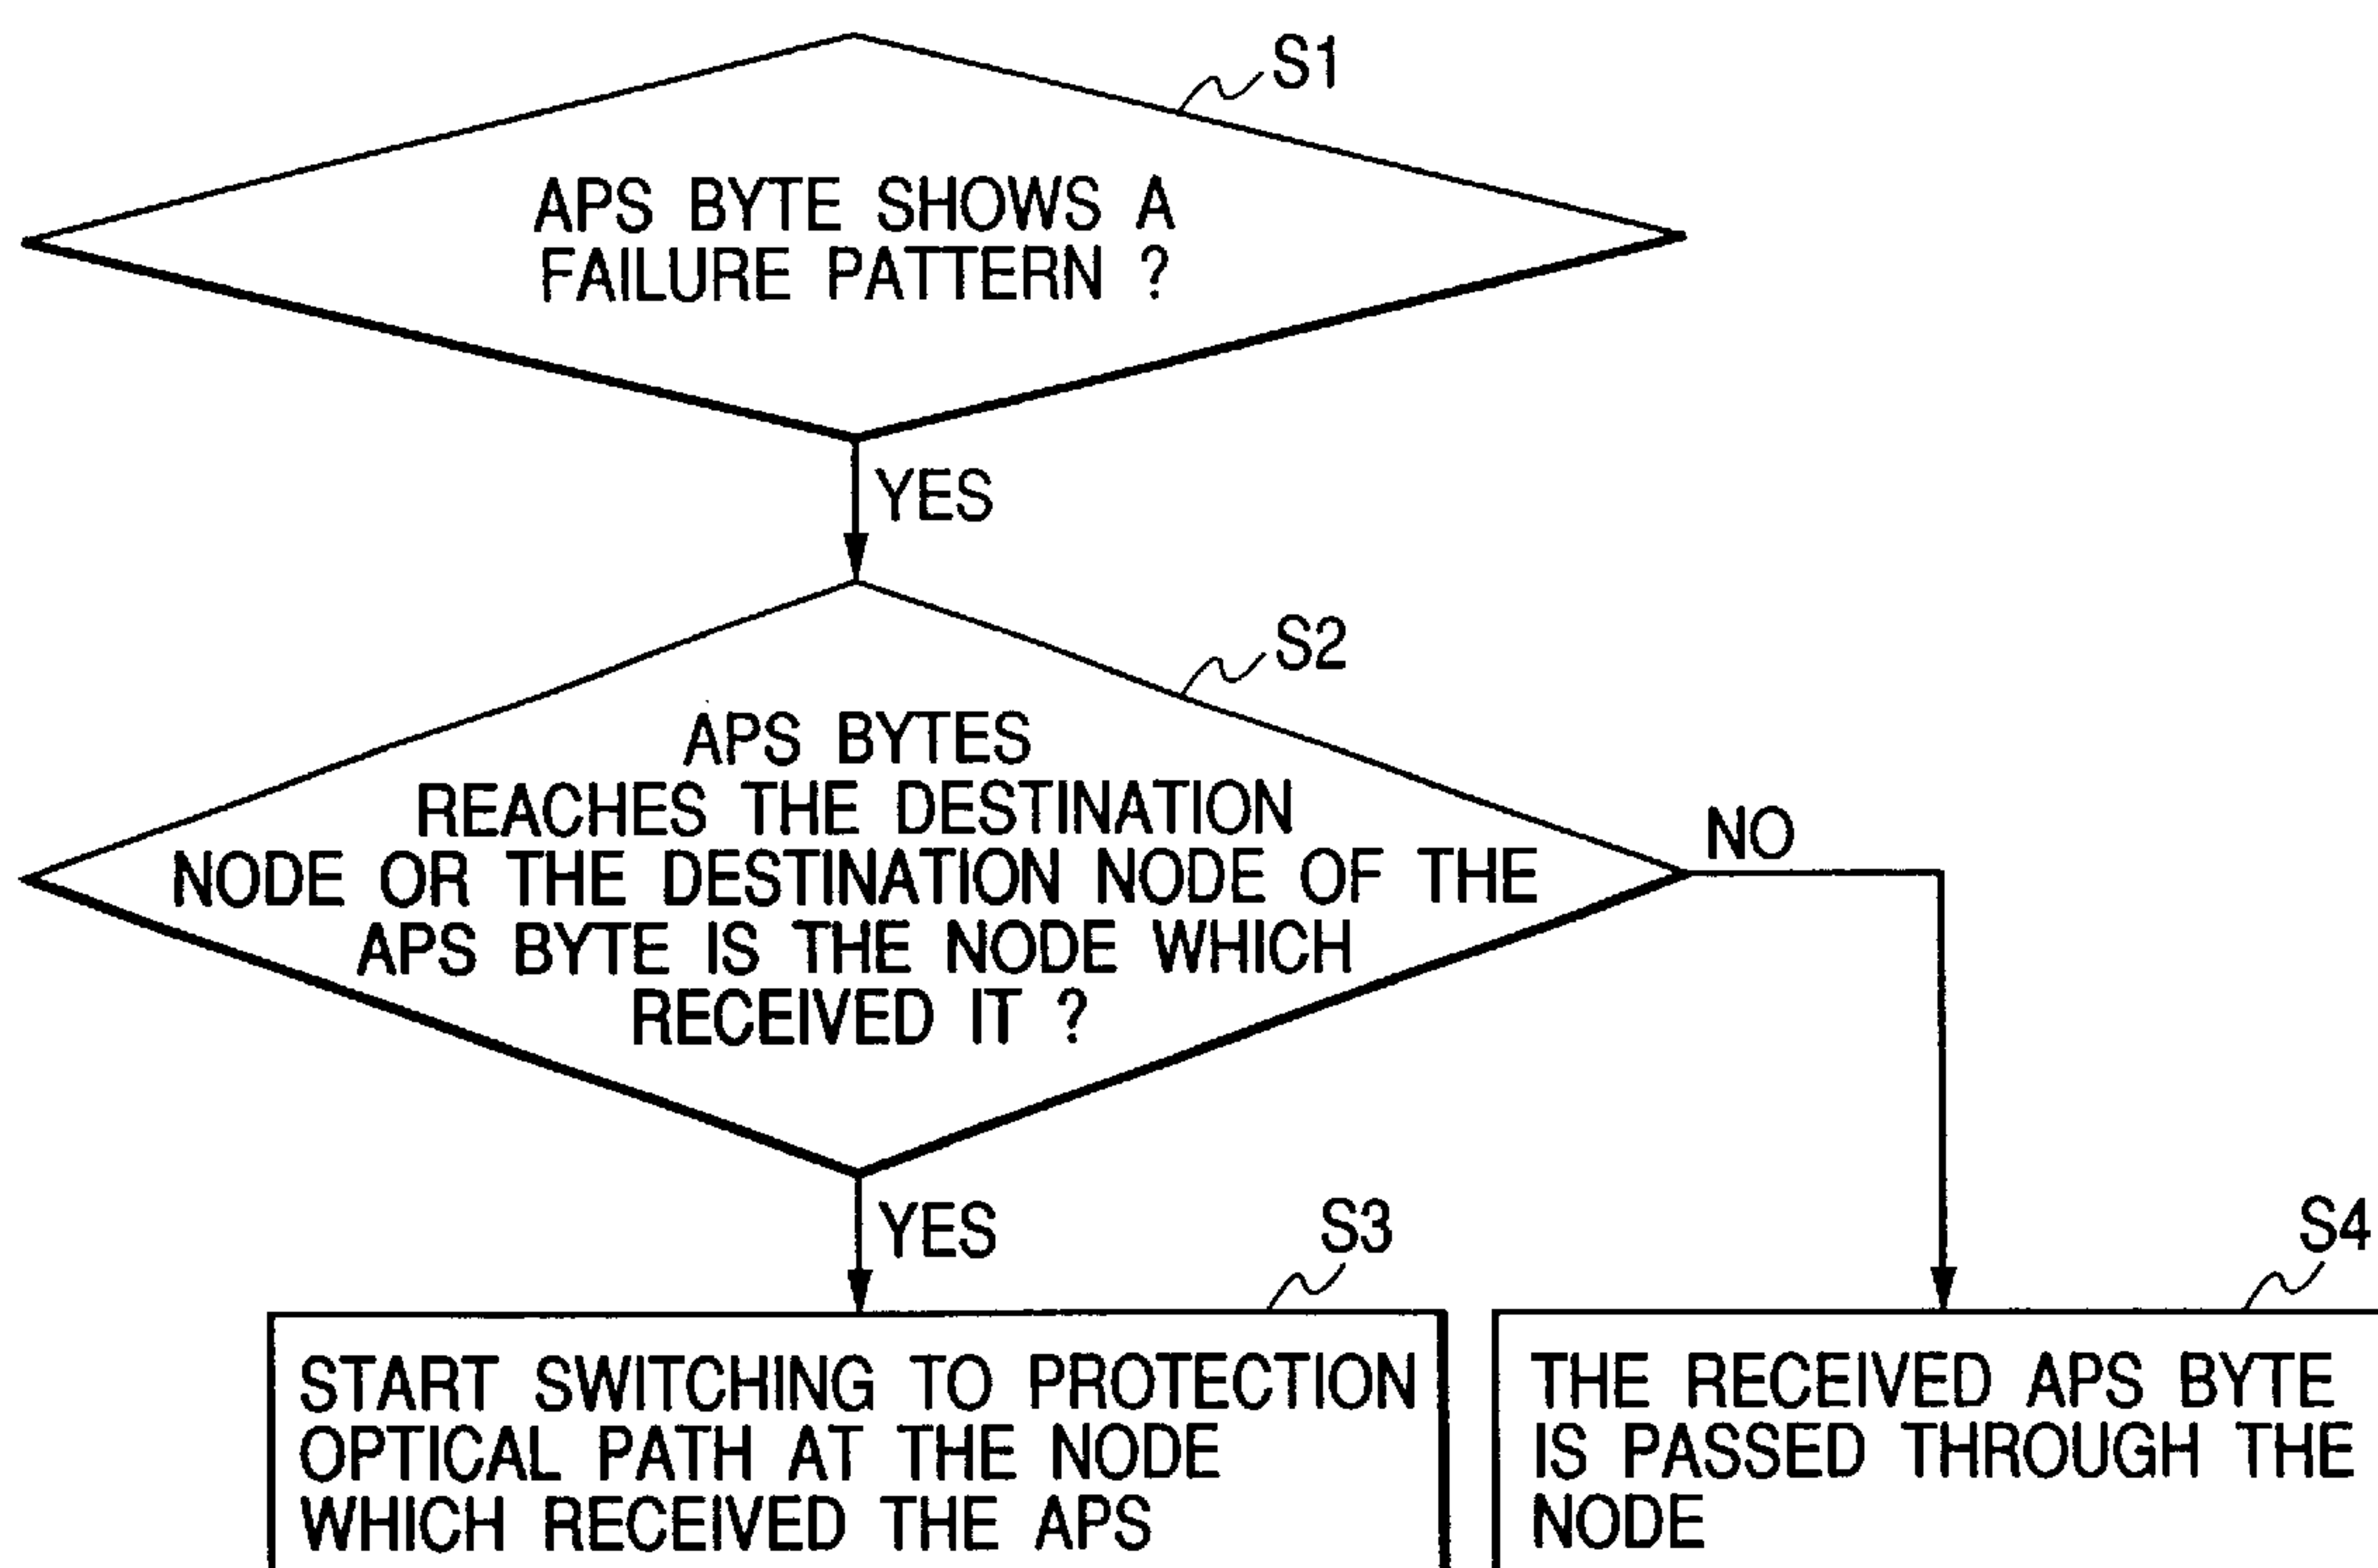 S1
APS BYTE SHOWS A
FAILURE PATTERN ?
YES
S2
APS BYTES
REACHES THE DESTINATION
NODE OR THE DESTINATION NODE OF THE
APS BYTE IS THE NODE WHICH
RECEIVED IT ?
NO
YES
S3
START SWITCHING TO PROTECTION
OPTICAL PATH AT THE NODE
WHICH RECEIVED THE APS
S4
THE RECEIVED APS BYTE
IS PASSED THROUGH THE
NODE